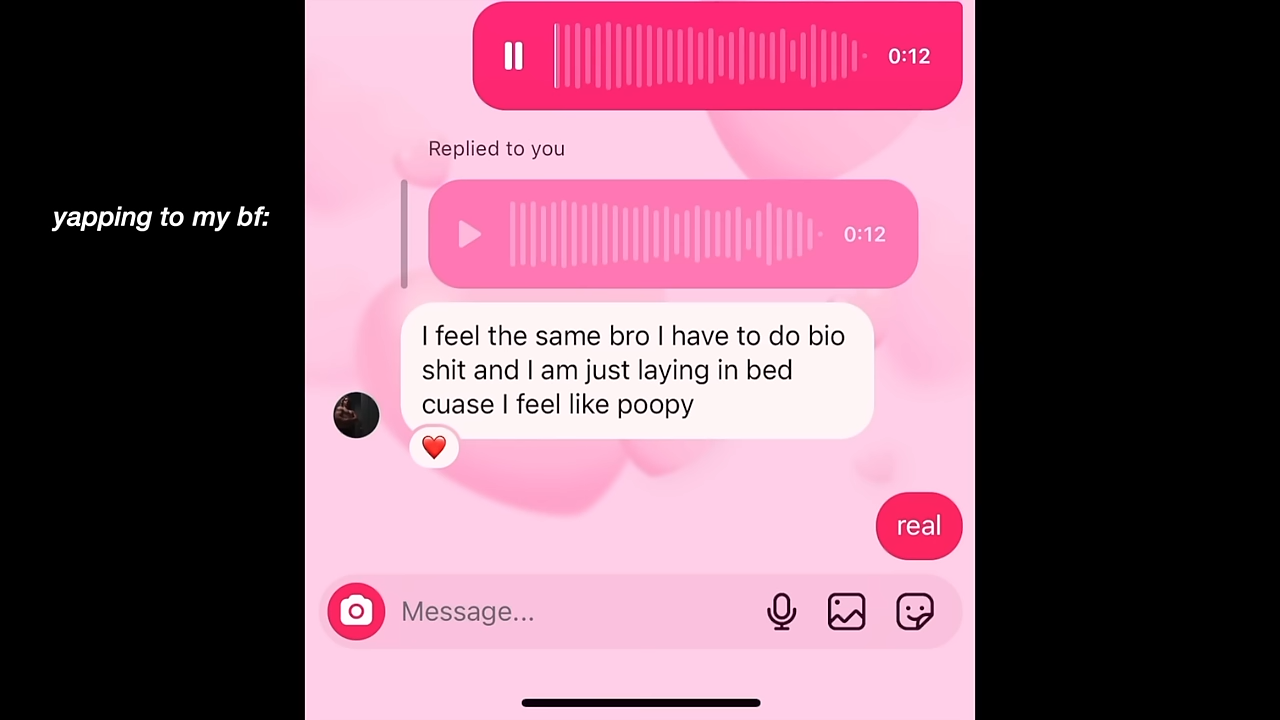 0:12
Replied to you
yapping to my bf:
0:12
I feel the same bro I have to do bio
shit and I am just laying in bed
cuase I feel like poopy
real
Message...